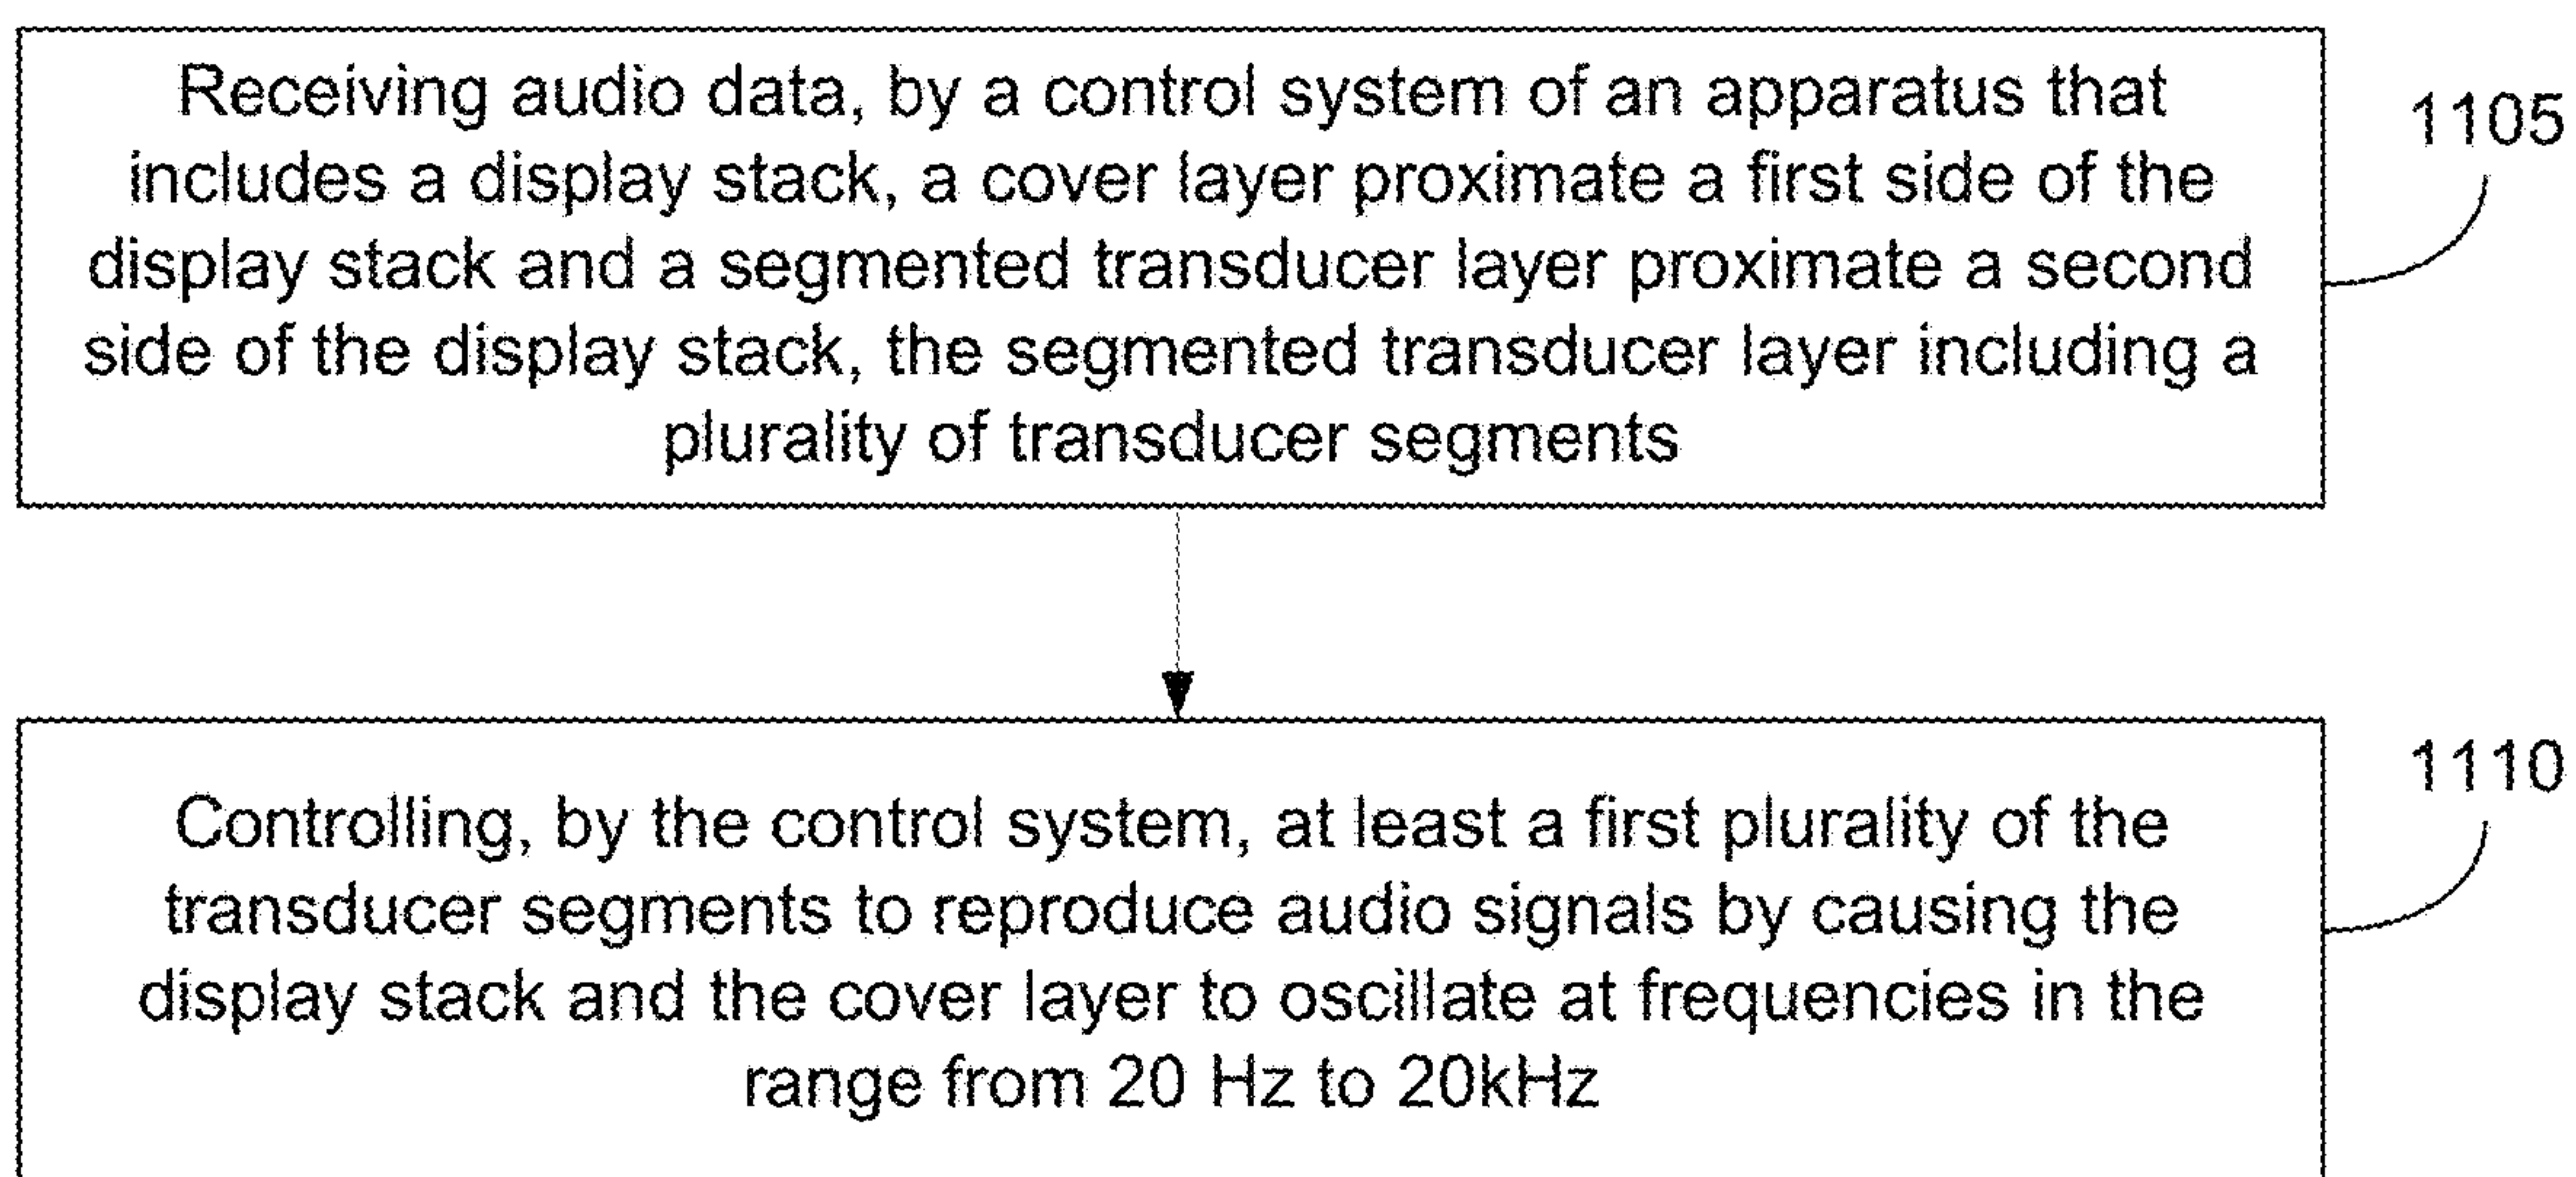 Receiving audio data, by a control system of an apparatus that
includes a display stack, a cover layer proximate a first side of the
display stack and a segmented transducer layer proximate a second
side of the display stack, the segmented transducer layer including a
plurality of transducer segments
1105
Controlling, by the control system, at least a first plurality of the
transducer segments to reproduce audio signals by causing the
display stack and the cover layer to oscillate at frequencies in the
range from 20 Hz to 20kHz
1110